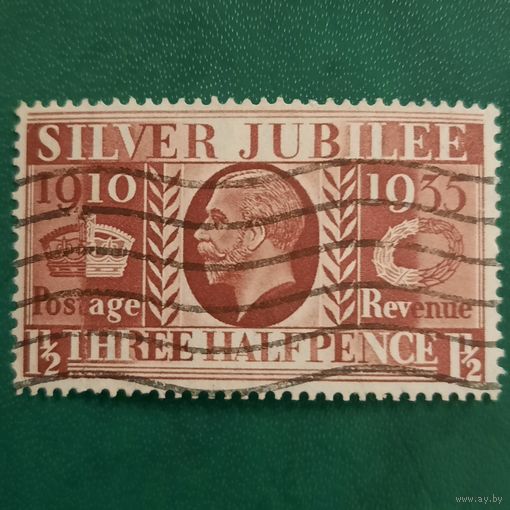 SILVER JUBILEE
1910 1935
Postage Revenue
1½ THREE HALFPENCE 1½
www.ay.by